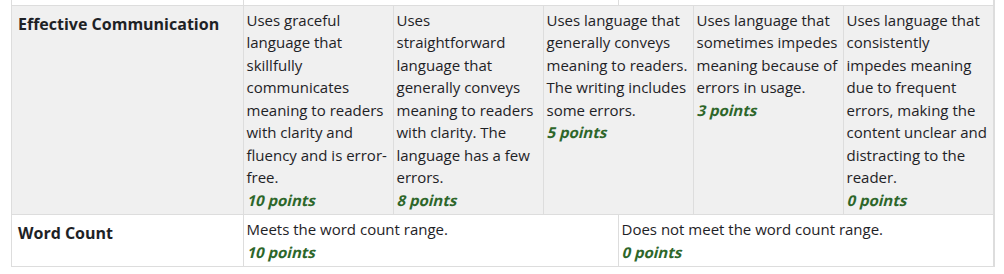 Effective Communication
Uses graceful
language that
skillfully
communicates
meaning to readers
with clarity and
fluency and is error-
free.
10 points
Uses
straightforward
language that
generally conveys
meaning to readers
with clarity. The
language has a few
errors.
8 points
Uses language that
generally conveys
meaning to readers.
The writing includes
some errors.
5 points
Uses language that
sometimes impedes
meaning because of
errors in usage.
3 points
Uses language that
consistently
impedes meaning
due to frequent
errors, making the
content unclear and
distracting to the
reader.
0 points
Word Count
Meets the word count range.
10 points
Does not meet the word count range.
0 points